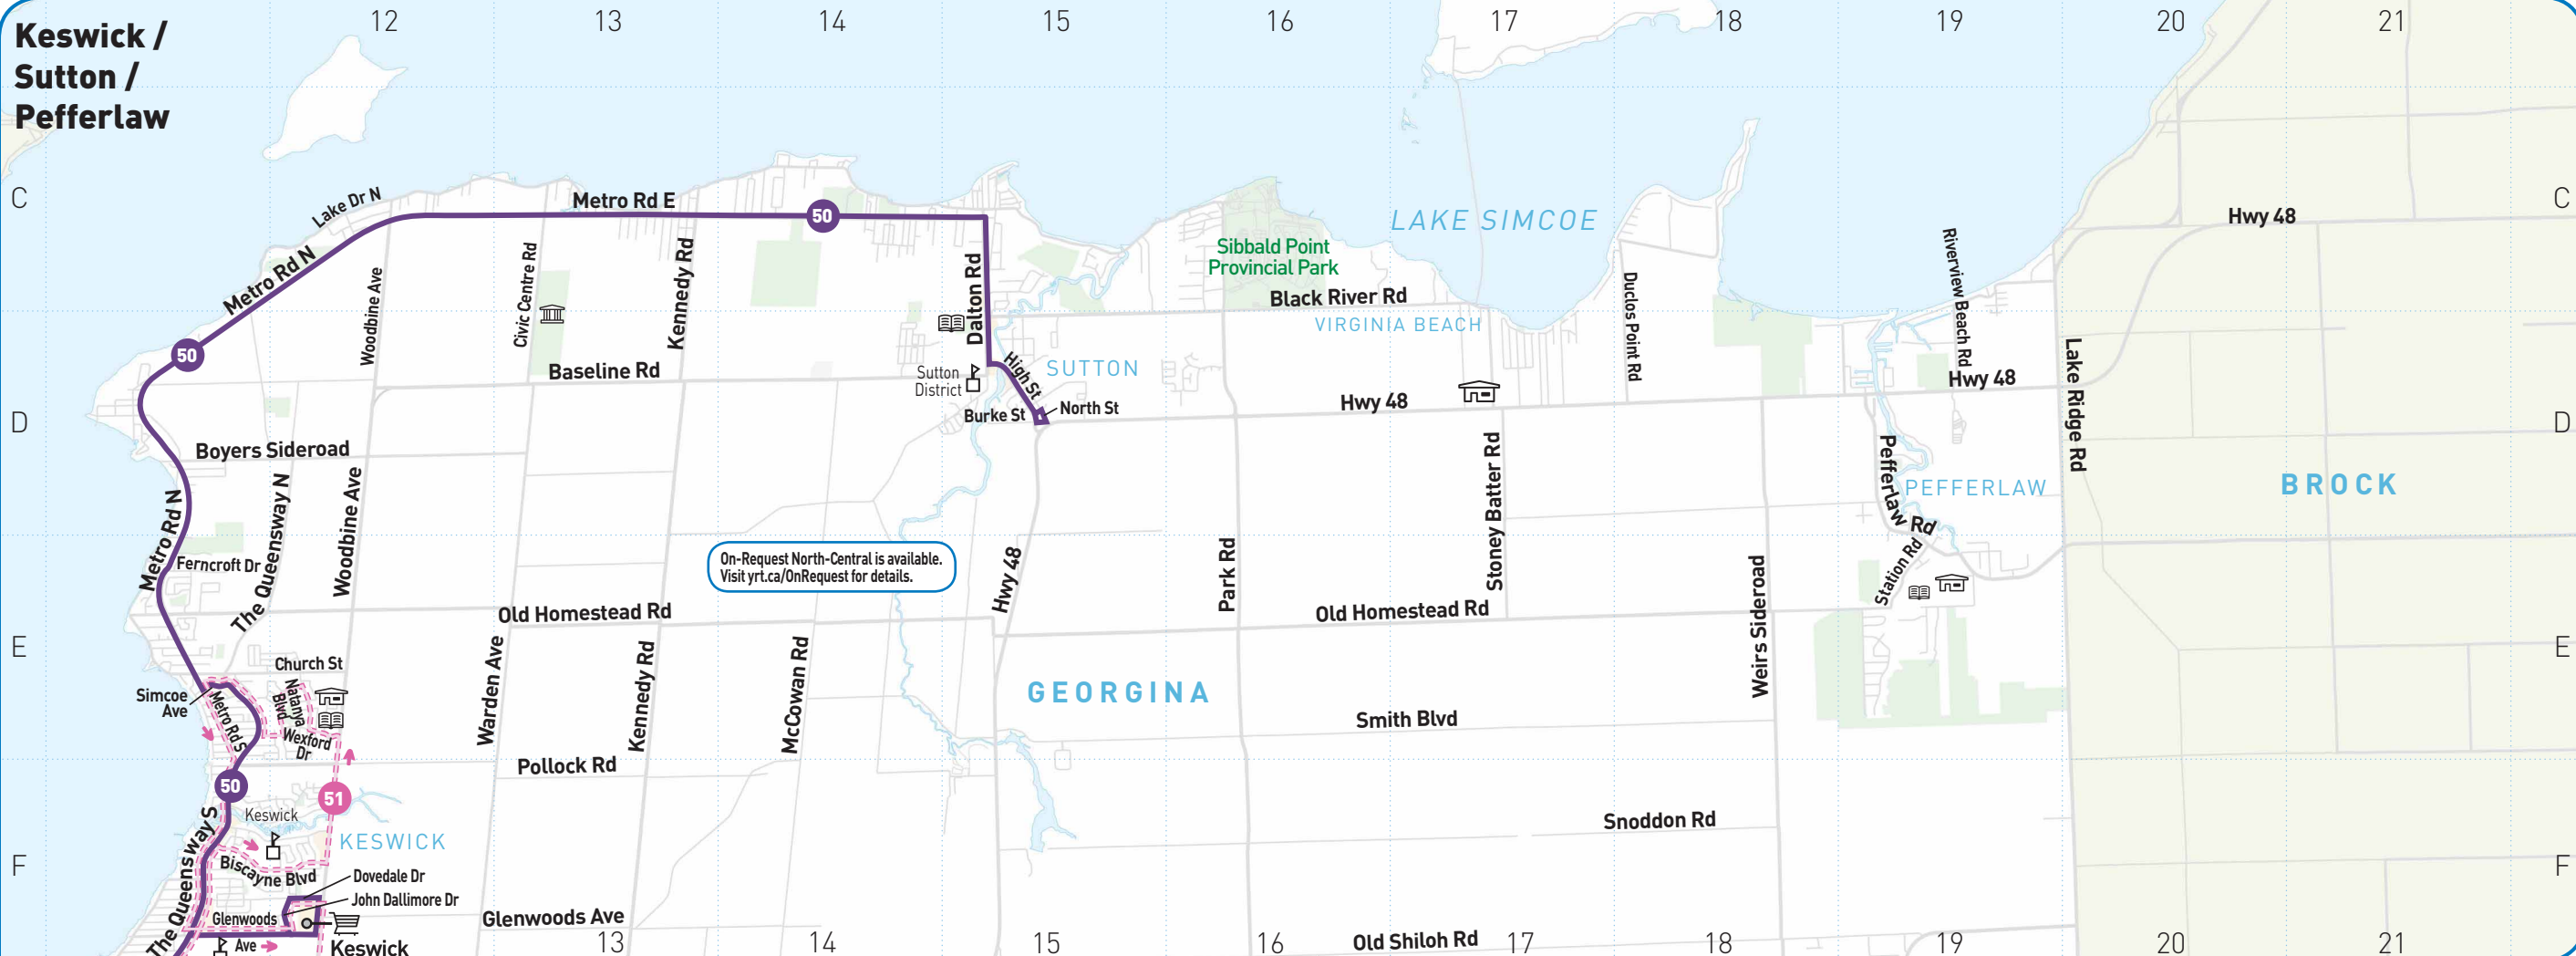 Keswick /
Sutton /
Pefferlaw
12
13
14
15
16
17
18
19
20
21
C
C
Lake Dr N
Metro Rd E
50
LAKE SIMCOE
Hwy 48
Metro Rd N
Woodbine Ave
Civic Centre Rd
Kennedy Rd
Dalton Rd
Sibbald Point
Provincial Park
Black River Rd
VIRGINIA BEACH
Duclos Point Rd
Riverview Beach Rd
50
Baseline Rd
Sutton
District
High St
SUTTON
Hwy 48
Hwy 48
Lake Ridge Rd
D
D
Burke St
North St
Boyers Sideroad
Metro Rd N
The Queensway N
Woodbine Ave
Stoney Batter Rd
Pefferlaw Rd
PEFFERLAW
BROCK
Ferncroft Dr
On-Request North-Central is available.
Visit yrt.ca/OnRequest for details.
Hwy 48
Park Rd
Weirs Sideroad
Station Rd
Old Homestead Rd
Old Homestead Rd
E
E
Church St
Simcoe
Ave
Metro Rd S
Natanya
Blvd
Wexford
Dr
Warden Ave
Kennedy Rd
McCowan Rd
GEORGINA
Smith Blvd
Pollock Rd
50
51
Keswick
KESWICK
Snoddon Rd
F
F
The Queensway S
Biscayne Blvd
Dovedale Dr
John Dallimore Dr
Glenwoods
Ave
Glenwoods Ave
Keswick
Old Shiloh Rd
13
14
15
16
17
18
19
20
21